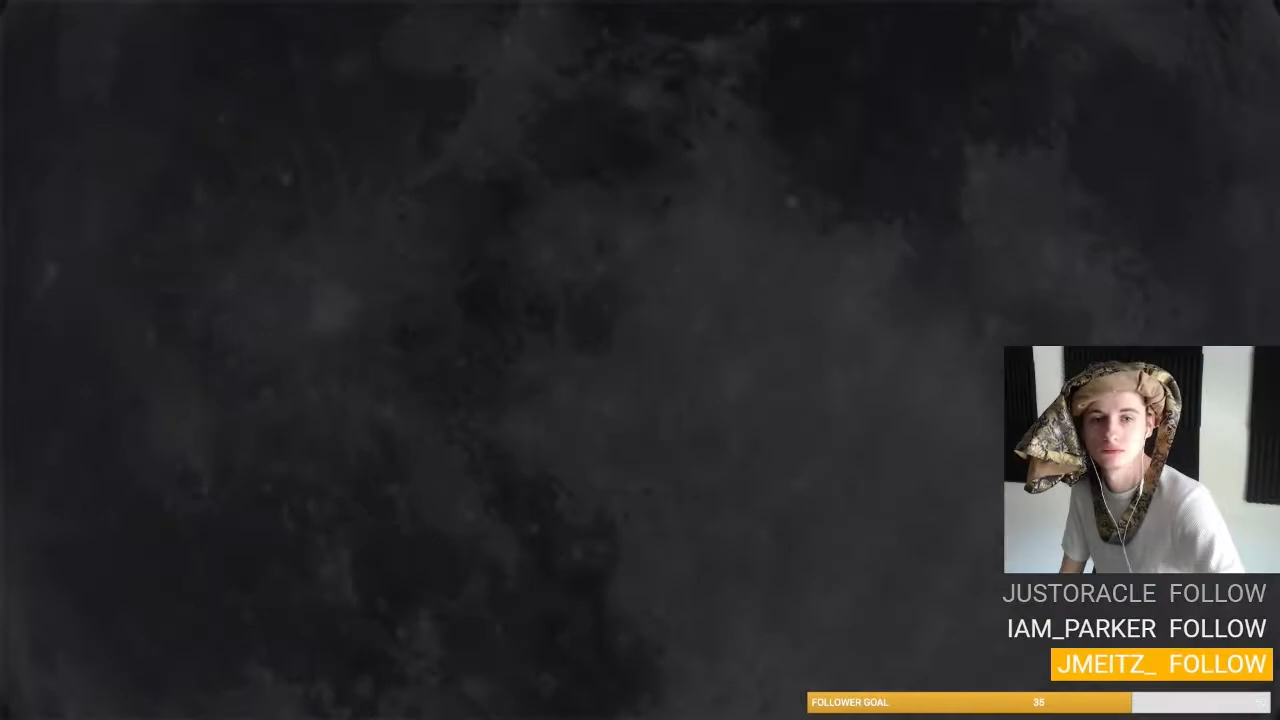 JUSTORACLE FOLLOW
IAM_PARKER FOLLOW
JMEITZ_ FOLLOW
FOLLOWER GOAL 35